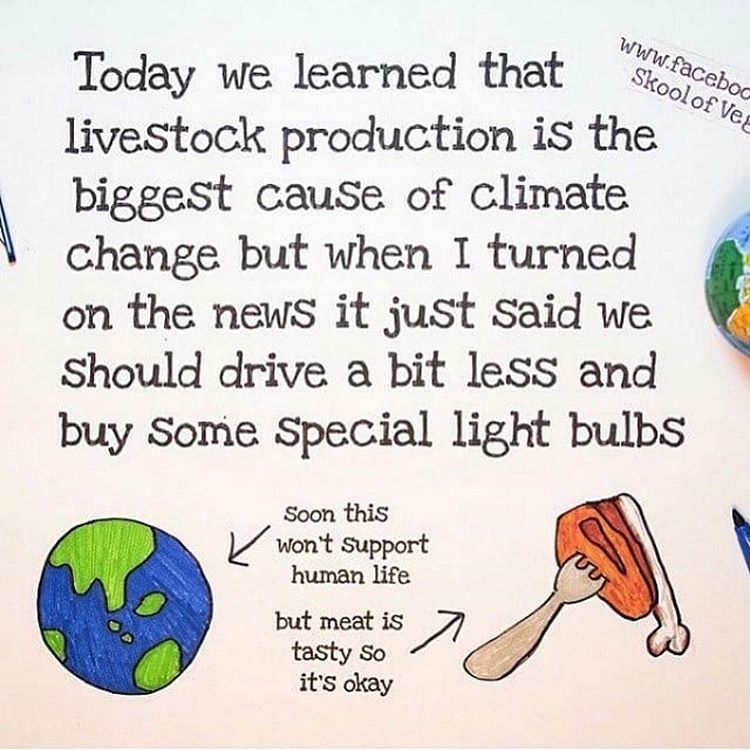 Today we learned that
livestock production is the
biggest cause of climate
change but when I turned
on the news it just said we
should drive a bit less and
buy some special light bulbs
www.faceboo
Skool of Veg
soon this
won't support
human life
but meat is
tasty so
it's okay